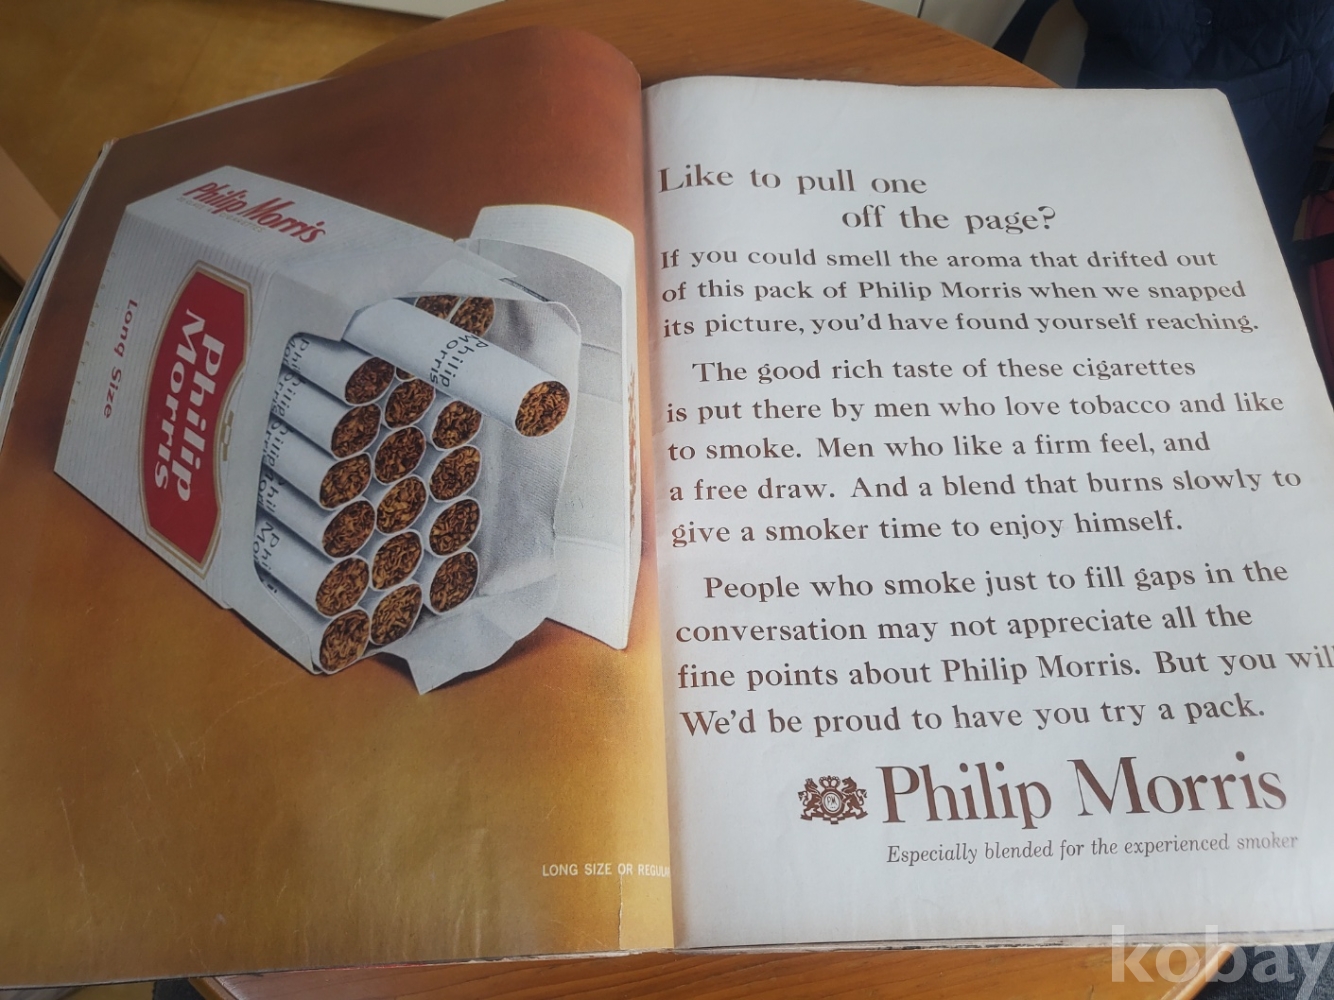 Philip Morris
Philip
Morris
Long Size
Philip
Morris
LONG SIZE OR REGULAR
Like to pull one
off the page?
If you could smell the aroma that drifted out
of this pack of Philip Morris when we snapped
its picture, you'd have found yourself reaching.
The good rich taste of these cigarettes
is put there by men who love tobacco and like
to smoke. Men who like a firm feel, and
a free draw. And a blend that burns slowly to
give a smoker time to enjoy himself.
People who smoke just to fill gaps in the
conversation may not appreciate all the
fine points about Philip Morris. But you will
We'd be proud to have you try a pack.
Philip Morris
Especially blended for the experienced smoker
kobay